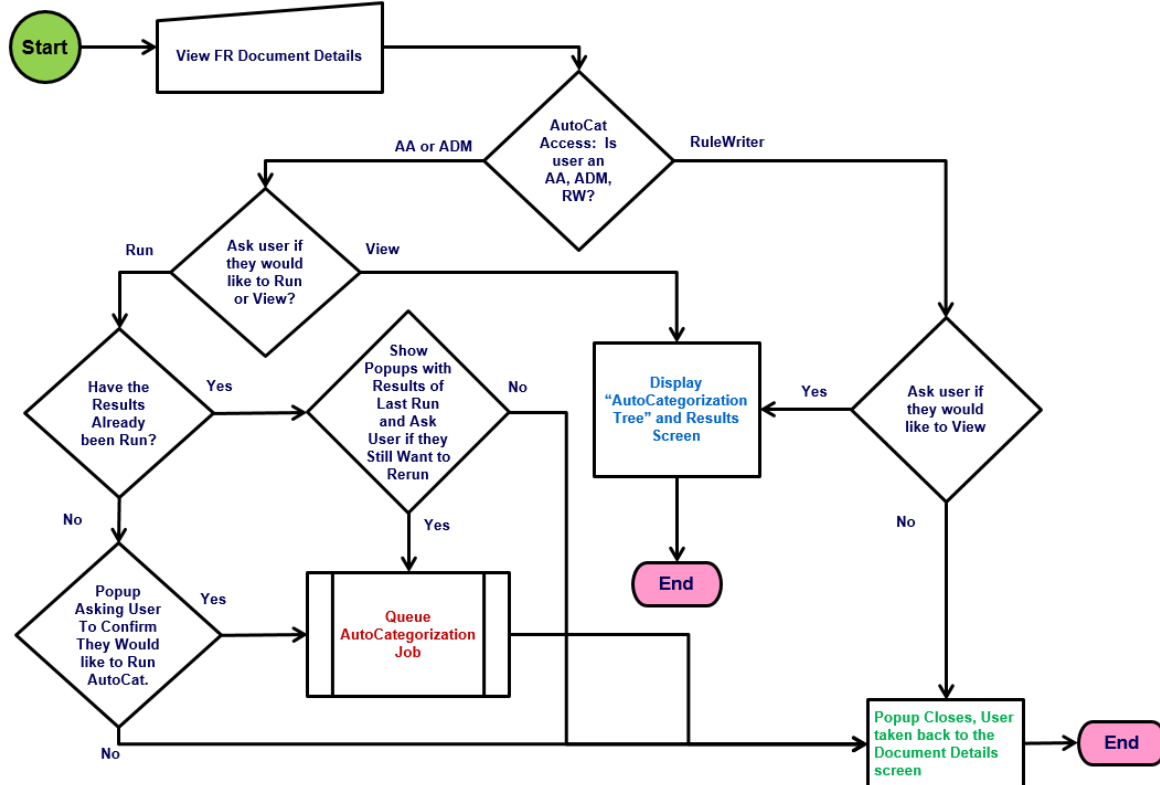 Start
View FR Document Details
AutoCat
Access:  Is
user an
AA, ADM,
RW?
AA or ADM
RuleWriter
Ask user if
they would
like to Run
or View?
Run
View
Have the
Results
Already
been Run?
Yes
No
Show
Popups with
Results of
Last Run
and Ask
User if they
Still Want to
Rerun
No
Yes
Display
“AutoCategorization
Tree” and Results
Screen
Yes
Ask user if
they would
like to View
No
End
Popup
Asking User
To Confirm
They Would
like to Run
AutoCat.
Yes
No
Queue
AutoCategorization
Job
Popup Closes, User
taken back to the
Document Details
screen
End